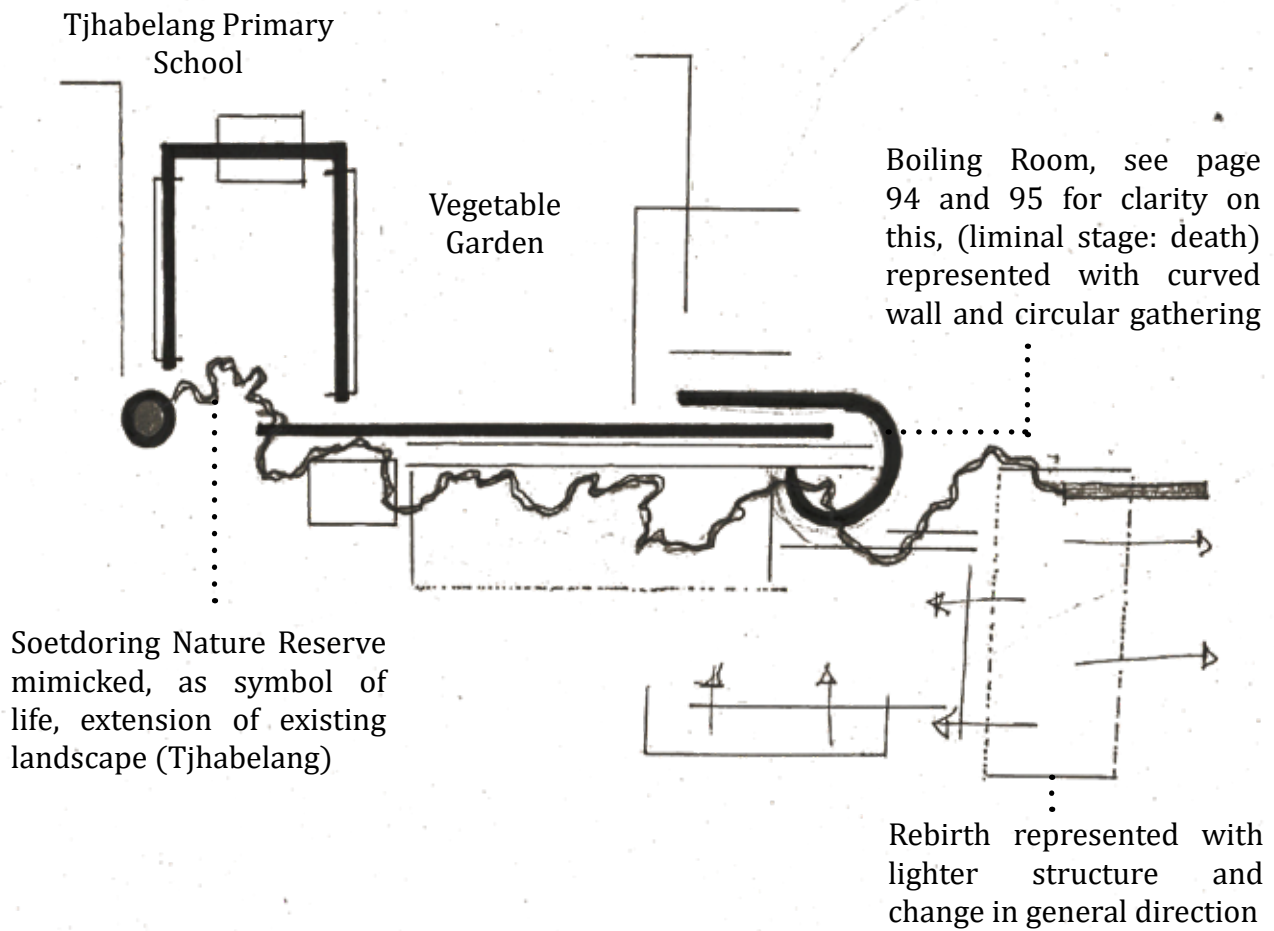 Tjhabelang Primary
School
Vegetable
Garden
Boiling Room, see page
94 and 95 for clarity on
this, (liminal stage: death)
represented with curved
wall and circular gathering
Soetdoring Nature Reserve
mimicked, as symbol of
life, extension of existing
landscape (Tjhabelang)
Rebirth represented with
lighter structure and
change in general direction